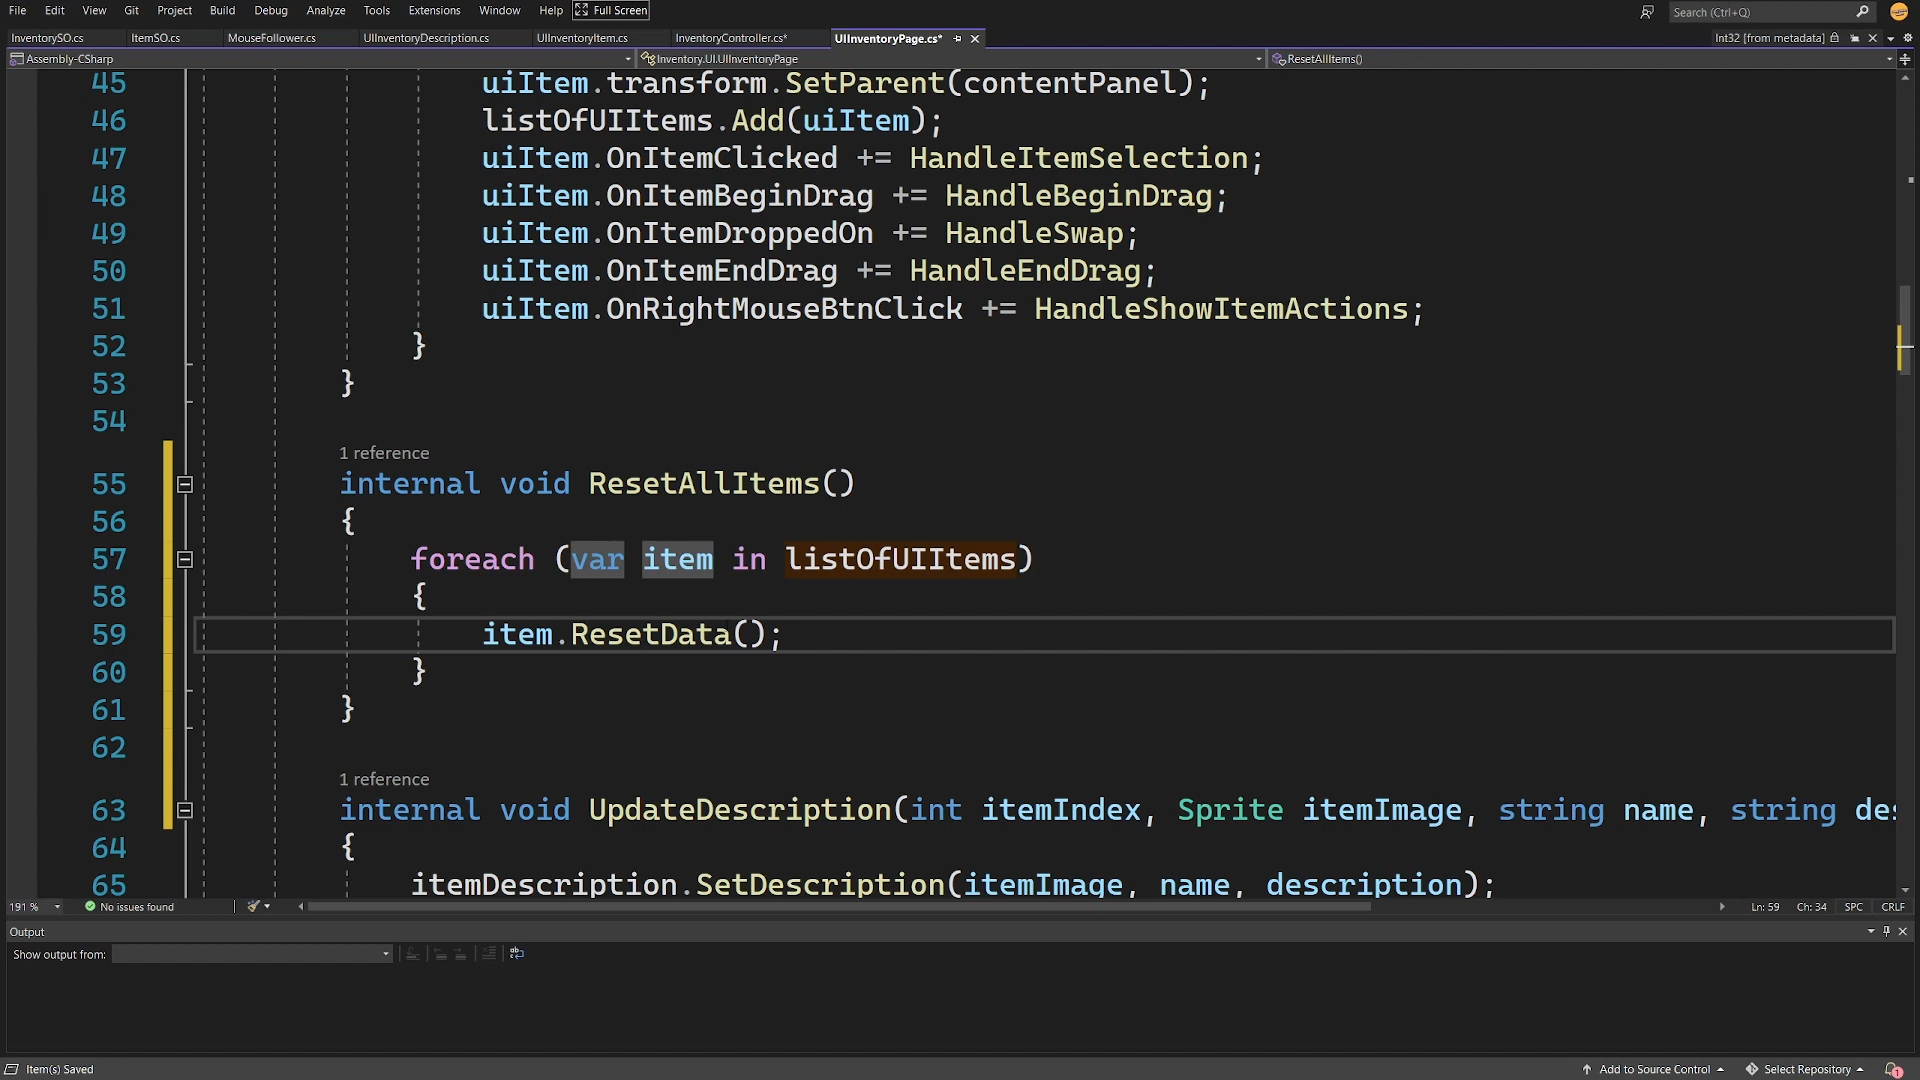 File Edit View Git Project Build Debug Analyze Tools Extensions Window Help Full Screen Search (Ctrl+Q)
InventorySO.cs ItemSO.cs MouseFollower.cs UIInventoryDescription.cs UIInventoryItem.cs InventoryController.cs* UIInventoryPage.cs* Int32 [from metadata]
Assembly-CSharp Inventory.UI.UIInventoryPage ResetAllItems()
45 uiItem.transform.SetParent(contentPanel);
46 listOfUIItems.Add(uiItem);
47 uiItem.OnItemClicked += HandleItemSelection;
48 uiItem.OnItemBeginDrag += HandleBeginDrag;
49 uiItem.OnItemDroppedOn += HandleSwap;
50 uiItem.OnItemEndDrag += HandleEndDrag;
51 uiItem.OnRightMouseBtnClick += HandleShowItemActions;
52 }
53 }
54
1 reference
55 internal void ResetAllItems()
56 {
57 foreach (var item in listOfUIItems)
58 {
59 item.ResetData();
60 }
61 }
62
1 reference
63 internal void UpdateDescription(int itemIndex, Sprite itemImage, string name, string des
64 {
65 itemDescription.SetDescription(itemImage, name, description);
191 % No issues found Ln: 59 Ch: 34 SPC CRLF
Output
Show output from:
Item(s) Saved Add to Source Control Select Repository 1